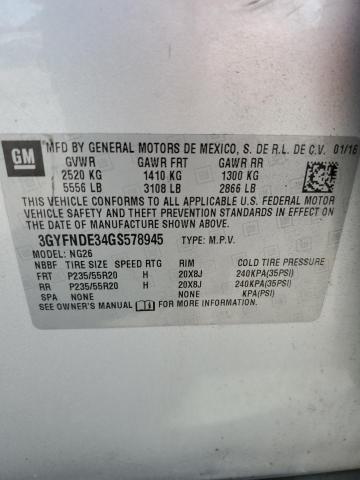 GM
MFD BY GENERAL MOTORS DE MEXICO, S. DE R.L. DE C.V. 01/16
GVWR GAWR FRT GAWR RR
2520 KG 1410 KG 1300 KG
5556 LB 3108 LB 2866 LB
THIS VEHICLE CONFORMS TO ALL APPLICABLE U.S. FEDERAL MOTOR
VEHICLE SAFETY, BUMPER, AND THEFT PREVENTION STANDARDS IN EFFECT ON
THE DATE OF MANUFACTURE SHOWN ABOVE.
3GYFNDE34GS578945 TYPE: M.P.V.
MODEL: NG26
NBBF TIRE SIZE SPEED RTG RIM COLD TIRE PRESSURE
FRT P235/55R20 H 20X8J 240KPA(35PSI)
RR P235/55R20 H 20X8J 240KPA(35PSI)
SPA NONE NONE KPA(PSI)
SEE OWNER'S MANUAL FOR MORE INFORMATION